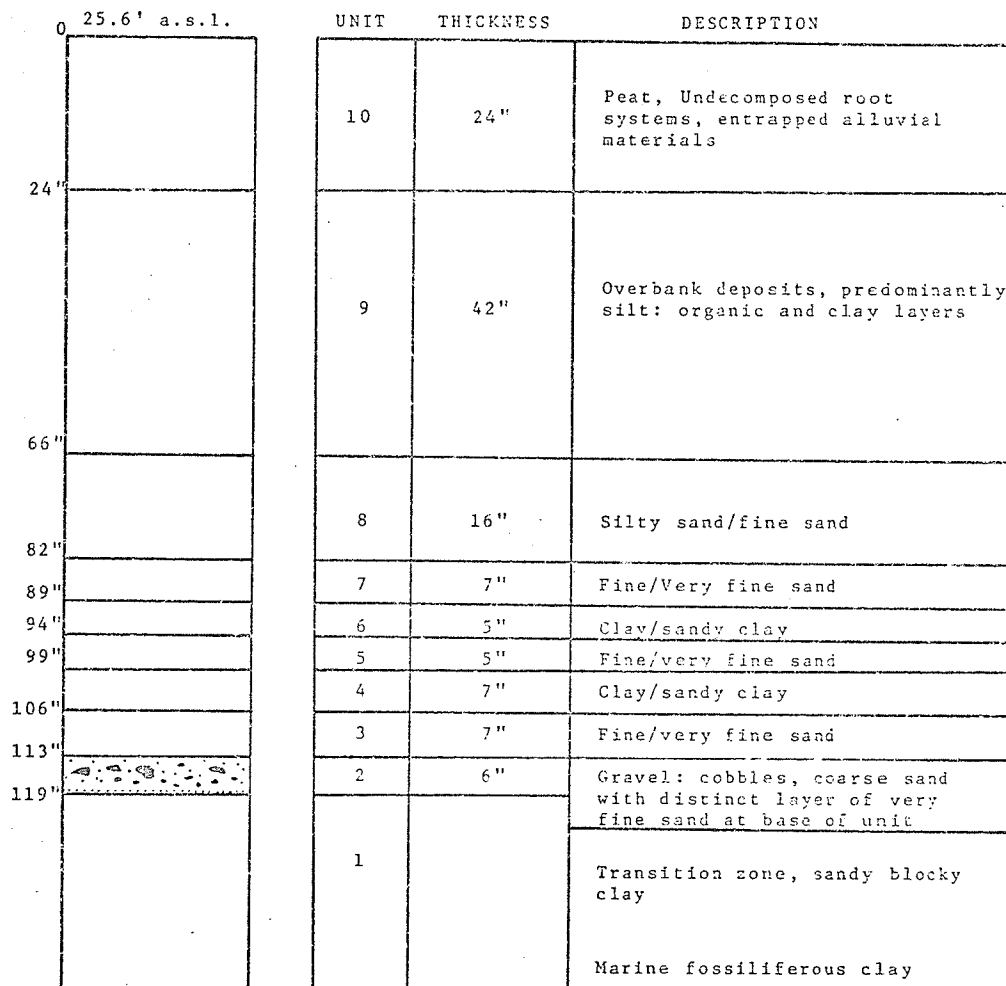 25.6' a.s.l.
UNIT THICKNESS DESCRIPTION
0
10 24" Peat, Undecomposed root
systems, entrapped alluvial
materials
24"
9 42" Overbank deposits, predominantly
silt: organic and clay layers
66"
8 16" Silty sand/fine sand
82"
7 7" Fine/Very fine sand
89"
6 5" Clay/sandy clay
94"
5 5" Fine/very fine sand
99"
4 7" Clay/sandy clay
106"
3 7" Fine/very fine sand
113"
2 6" Gravel: cobbles, coarse sand
with distinct layer of very
fine sand at base of unit
119"
1 Transition zone, sandy blocky
clay
Marine fossiliferous clay